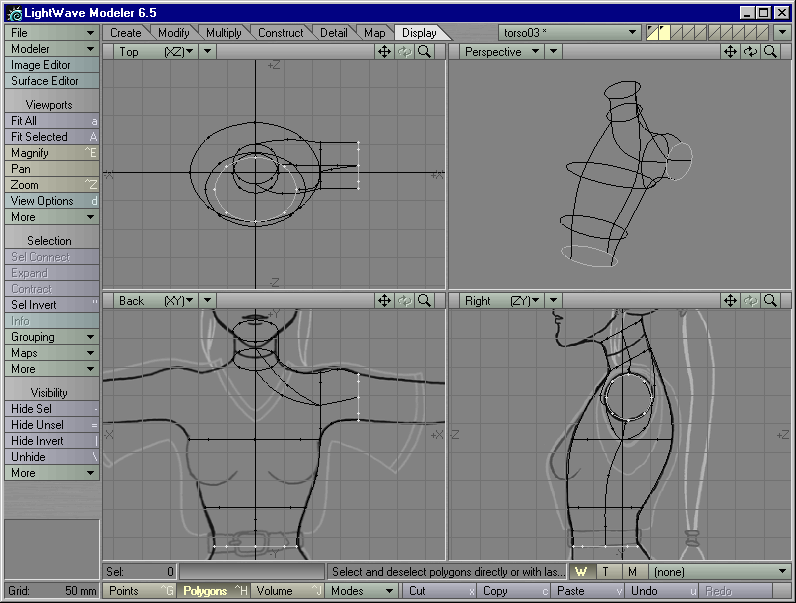 LightWave Modeler 6.5
File
Create Modify Multiply Construct Detail Map Display torso03 *
Modeler
Image Editor
Surface Editor
Viewports
Fit All a
Fit Selected A
Magnify ^E
Pan
Zoom ^Z
View Options d
More
Selection
Sel Connect
Expand
Contract
Sel Invert "
Info
Grouping
Maps
More
Visibility
Hide Sel -
Hide Unsel =
Hide Invert |
Unhide \
More
Top (XZ)
+Z
-X
+X
-Z
Perspective
Back (XY)
+Y
-X
+X
-Y
Right (ZY)
+Y
-Z
+Z
-Y
Sel: 0 Select and deselect polygons directly or with las... W T M (none)
Grid: 50 mm Points ^G Polygons ^H Volume ^J Modes Cut x Copy c Paste v Undo u Redo